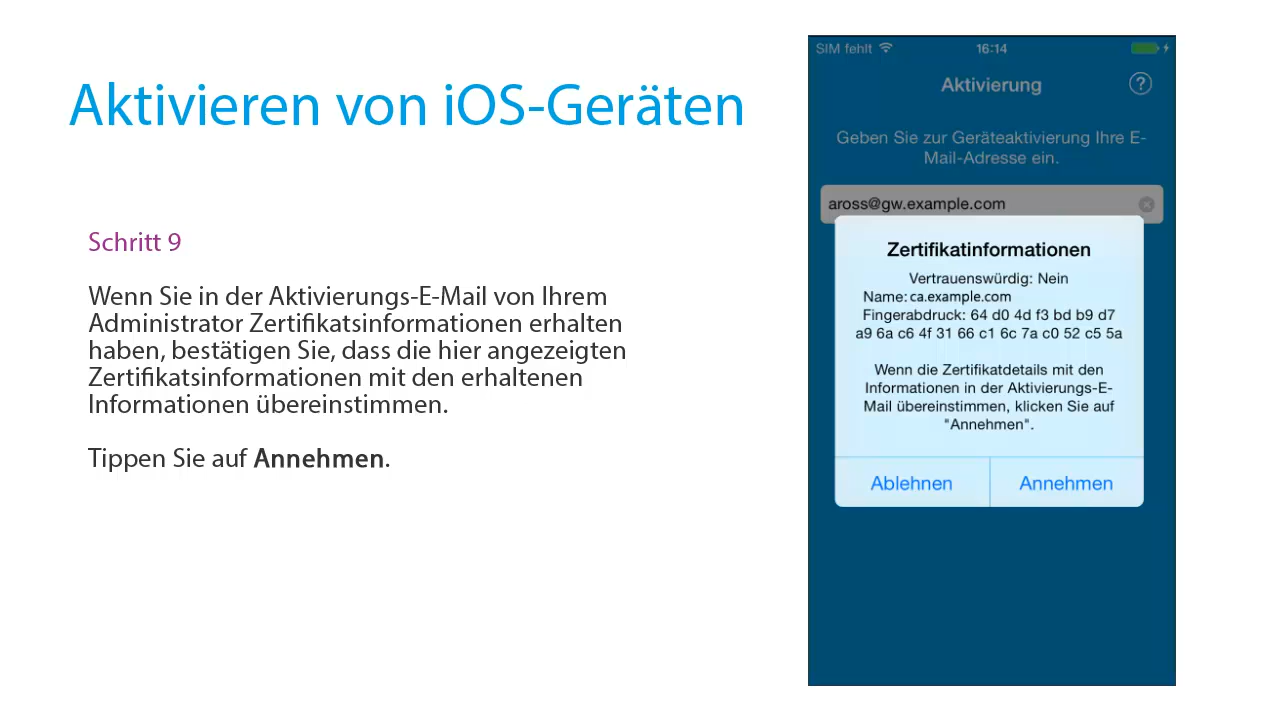 Aktivieren von iOS-Geräten
Schritt 9
Wenn Sie in der Aktivierungs-E-Mail von Ihrem
Administrator Zertifikatsinformationen erhalten
haben, bestätigen Sie, dass die hier angezeigten
Zertifikatsinformationen mit den erhaltenen
Informationen übereinstimmen.
Tippen Sie auf Annehmen.
SIM fehlt 16:14
Aktivierung ?
Geben Sie zur Geräteaktivierung Ihre E-
Mail-Adresse ein.
aross@gw.example.com
Zertifikatinformationen
Vertrauenswürdig: Nein
Name: ca.example.com
Fingerabdruck: 64 d0 4d f3 bd b9 d7
a9 6a c6 4f 31 66 c1 6c 7a c0 52 c5 5a
Wenn die Zertifikatdetails mit den
Informationen in der Aktivierungs-E-
Mail übereinstimmen, klicken Sie auf
"Annehmen".
Ablehnen Annehmen